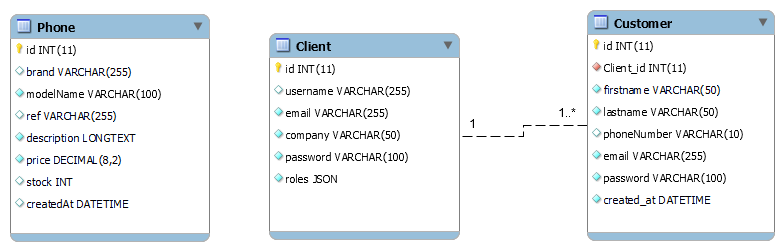 Phone
id INT(11)
brand VARCHAR(255)
modelName VARCHAR(100)
ref VARCHAR(255)
description LONGTEXT
price DECIMAL(8,2)
stock INT
createdAt DATETIME
Client
id INT(11)
username VARCHAR(255)
email VARCHAR(255)
company VARCHAR(50)
password VARCHAR(100)
roles JSON
1
1..*
Customer
id INT(11)
Client_id INT(11)
firstname VARCHAR(50)
lastname VARCHAR(50)
phoneNumber VARCHAR(10)
email VARCHAR(255)
password VARCHAR(100)
created_at DATETIME